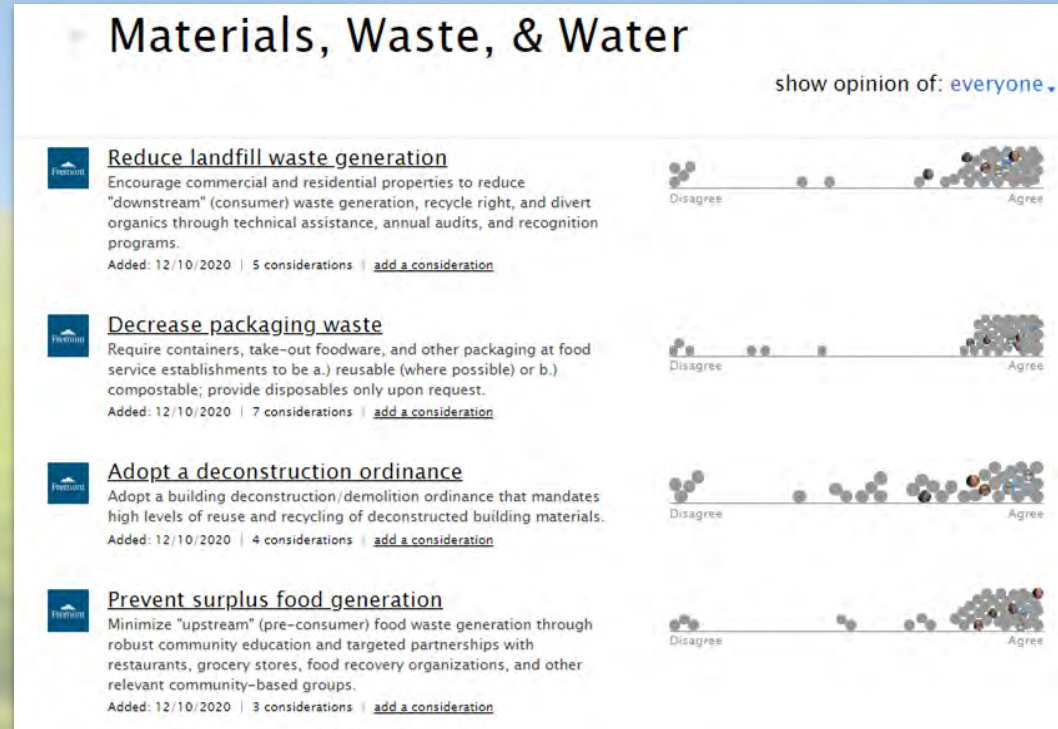 Materials, Waste, & Water
show opinion of: everyone
Fremont
Reduce landfill waste generation
Encourage commercial and residential properties to reduce
"downstream" (consumer) waste generation, recycle right, and divert
organics through technical assistance, annual audits, and recognition
programs.
Added: 12/10/2020 | 5 considerations | add a consideration
Disagree
Agree
Fremont
Decrease packaging waste
Require containers, take-out foodware, and other packaging at food
service establishments to be a.) reusable (where possible) or b.)
compostable; provide disposables only upon request.
Added: 12/10/2020 | 7 considerations | add a consideration
Disagree
Agree
Fremont
Adopt a deconstruction ordinance
Adopt a building deconstruction/demolition ordinance that mandates
high levels of reuse and recycling of deconstructed building materials.
Added: 12/10/2020 | 4 considerations | add a consideration
Disagree
Agree
Fremont
Prevent surplus food generation
Minimize "upstream" (pre-consumer) food waste generation through
robust community education and targeted partnerships with
restaurants, grocery stores, food recovery organizations, and other
relevant community-based groups.
Added: 12/10/2020 | 3 considerations | add a consideration
Disagree
Agree